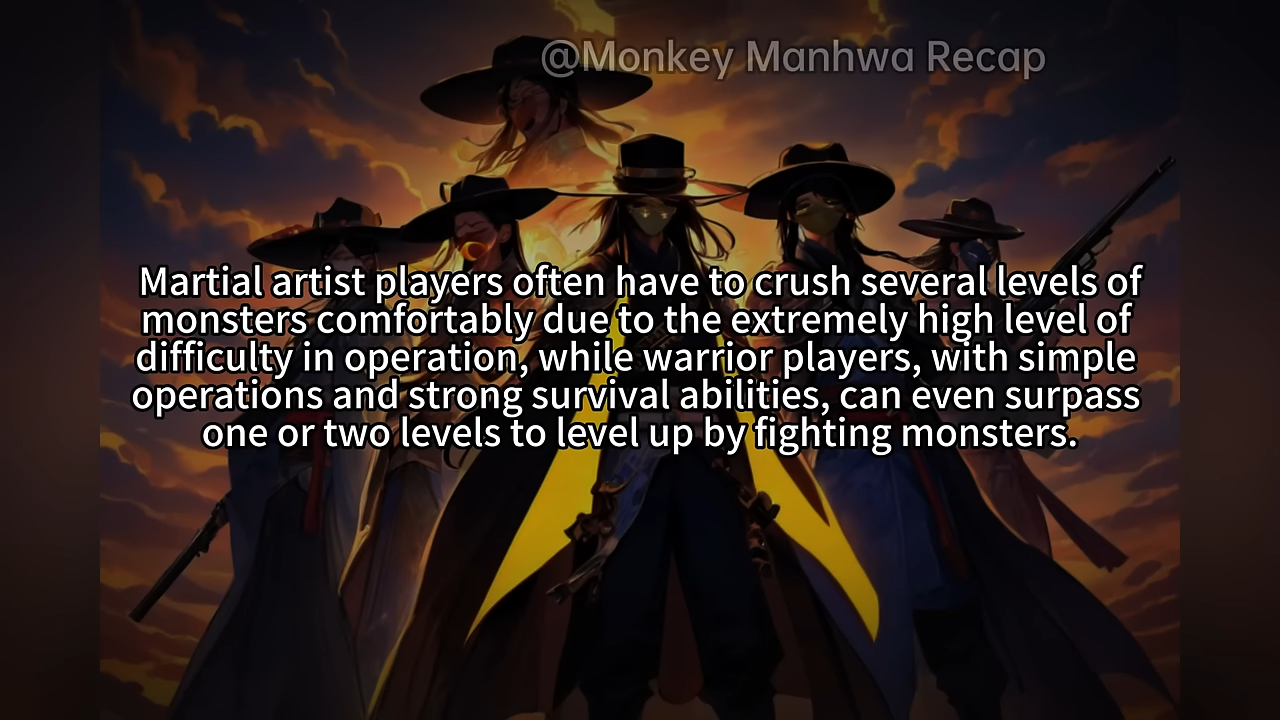 @Monkey Manhwa Recap
Martial artist players often have to crush several levels of
monsters comfortably due to the extremely high level of
difficulty in operation, while warrior players, with simple
operations and strong survival abilities, can even surpass
one or two levels to level up by fighting monsters.